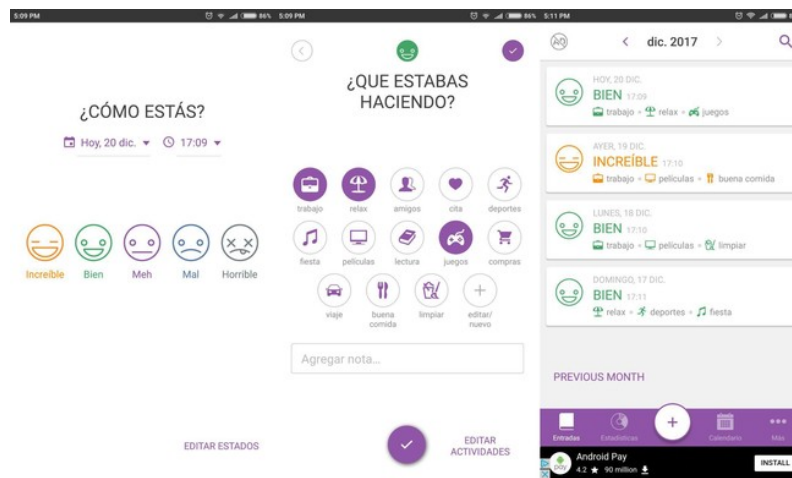 5:09 PM
86%
¿CÓMO ESTÁS?
Hoy, 20 dic.
17:09
Increíble
Bien
Meh
Mal
Horrible
EDITAR ESTADOS
5:09 PM
86%
¿QUE ESTABAS
HACIENDO?
trabajo
relax
amigos
cita
deportes
fiesta
películas
lectura
juegos
compras
viaje
buena
comida
limpiar
editar/
nuevo
Agregar nota...
EDITAR
ACTIVIDADES
5:11 PM
86
dic. 2017
HOY, 20 DIC.
BIEN 17:09
trabajo relax juegos
AYER, 19 DIC.
INCREÍBLE 17:10
trabajo películas buena comida
LUNES, 18 DIC.
BIEN 17:10
trabajo películas limpiar
DOMINGO, 17 DIC.
BIEN 17:11
relax deportes fiesta
PREVIOUS MONTH
Entradas
Estadísticas
Calendario
Más
pay
Android Pay
4.2 ★ 90 million
INSTALL